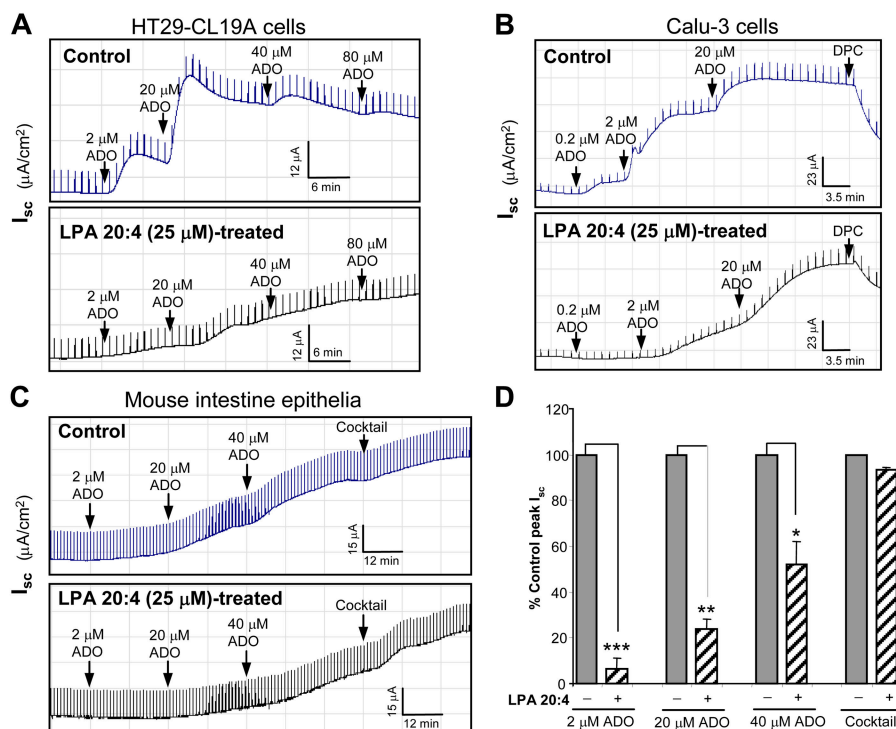 A
HT29-CL19A cells
Control
2 μM
ADO
20 μM
ADO
40 μM
ADO
80 μM
ADO
12 μA
6 min
LPA 20:4 (25 μM)-treated
2 μM
ADO
20 μM
ADO
40 μM
ADO
80 μM
ADO
12 μA
6 min
Isc (μA/cm²)
B
Calu-3 cells
Control
0.2 μM
ADO
2 μM
ADO
20 μM
ADO
DPC
23 μA
3.5 min
LPA 20:4 (25 μM)-treated
0.2 μM
ADO
2 μM
ADO
20 μM
ADO
DPC
23 μA
3.5 min
Isc (μA/cm²)
C
Mouse intestine epithelia
Control
2 μM
ADO
20 μM
ADO
40 μM
ADO
Cocktail
15 μA
12 min
LPA 20:4 (25 μM)-treated
2 μM
ADO
20 μM
ADO
40 μM
ADO
Cocktail
15 μA
12 min
Isc (μA/cm²)
D
% Control peak Isc
120
100
80
60
40
20
0
***
**
*
LPA 20:4 – + – + – + – +
2 μM ADO 20 μM ADO 40 μM ADO Cocktail